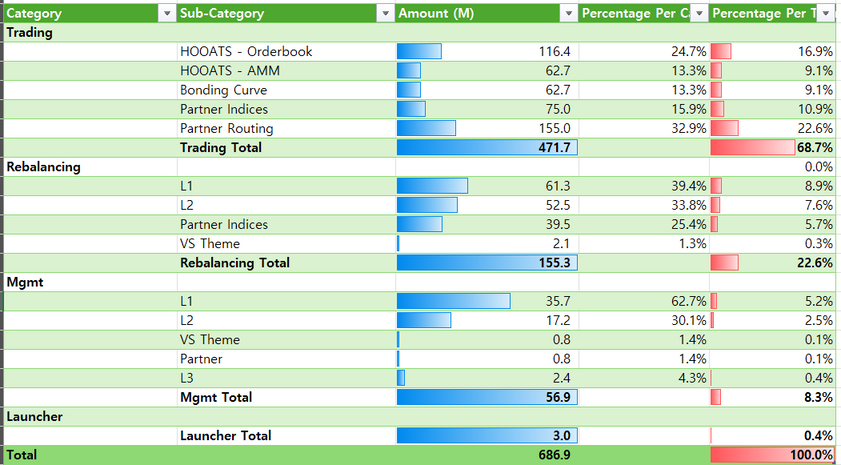 Category Sub-Category Amount (M) Percentage Per C Percentage Per T
Trading
HOOATS - Orderbook 116.4 24.7% 16.9%
HOOATS - AMM 62.7 13.3% 9.1%
Bonding Curve 62.7 13.3% 9.1%
Partner Indices 75.0 15.9% 10.9%
Partner Routing 155.0 32.9% 22.6%
Trading Total 471.7 68.7%
Rebalancing 0.0%
L1 61.3 39.4% 8.9%
L2 52.5 33.8% 7.6%
Partner Indices 39.5 25.4% 5.7%
VS Theme 2.1 1.3% 0.3%
Rebalancing Total 155.3 22.6%
Mgmt
L1 35.7 62.7% 5.2%
L2 17.2 30.1% 2.5%
VS Theme 0.8 1.4% 0.1%
Partner 0.8 1.4% 0.1%
L3 2.4 4.3% 0.4%
Mgmt Total 56.9 8.3%
Launcher
Launcher Total 3.0 0.4%
Total 686.9 100.0%